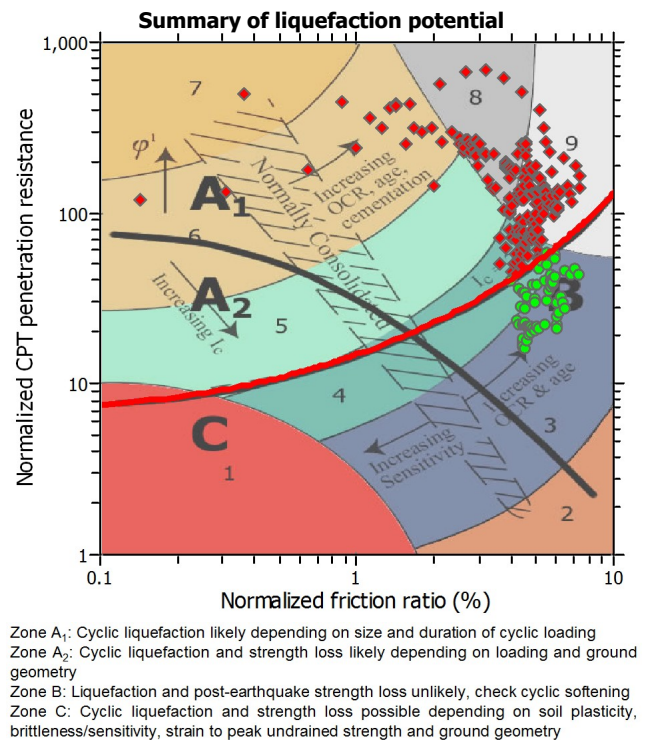 Summary of liquefaction potential
Normalized CPT penetration resistance
1,000
100
10
1
7
8
9
φ'
A1
Normally Consolidated
Increasing
OCR, age,
cementation
6
A2
Increasing Ic
5
Ic
B
4
Increasing
OCR & age
C
Increasing
Sensitivity
3
1
2
0.1
1
10
Normalized friction ratio (%)
Zone A1: Cyclic liquefaction likely depending on size and duration of cyclic loading
Zone A2: Cyclic liquefaction and strength loss likely depending on loading and ground
geometry
Zone B: Liquefaction and post-earthquake strength loss unlikely, check cyclic softening
Zone C: Cyclic liquefaction and strength loss possible depending on soil plasticity,
brittleness/sensitivity, strain to peak undrained strength and ground geometry